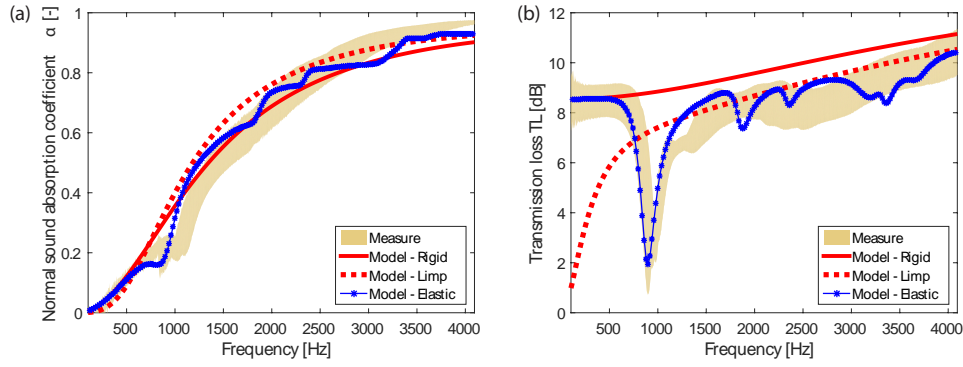 (a)
Normal sound absorption coefficient α [-]
1
0.8
0.6
0.4
0.2
0
500 1000 1500 2000 2500 3000 3500 4000
Frequency [Hz]
Measure
Model - Rigid
Model - Limp
Model - Elastic
(b)
Transmission loss TL [dB]
12
10
8
6
4
2
0
500 1000 1500 2000 2500 3000 3500 4000
Frequency [Hz]
Measure
Model - Rigid
Model - Limp
Model - Elastic